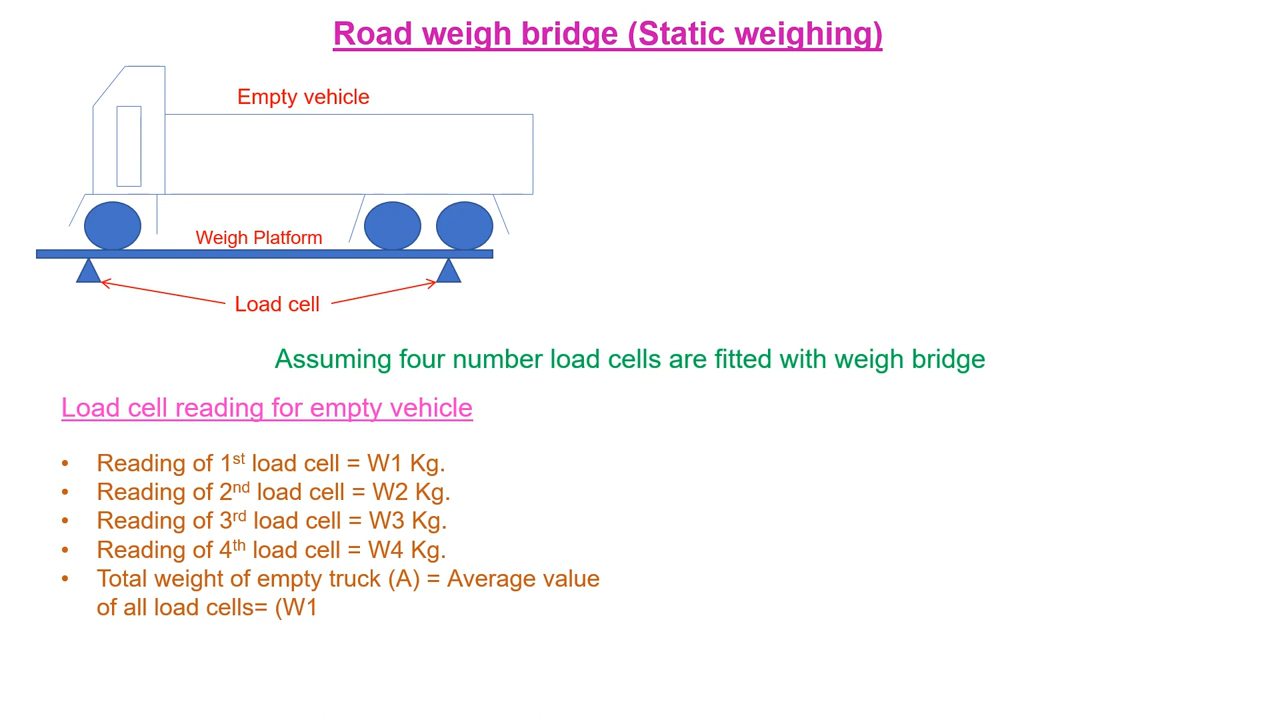 Road weigh bridge (Static weighing)
Empty vehicle
Weigh Platform
Load cell
Assuming four number load cells are fitted with weigh bridge
Load cell reading for empty vehicle
• Reading of 1st load cell = W1 Kg.
• Reading of 2nd load cell = W2 Kg.
• Reading of 3rd load cell = W3 Kg.
• Reading of 4th load cell = W4 Kg.
• Total weight of empty truck (A) = Average value
of all load cells= (W1